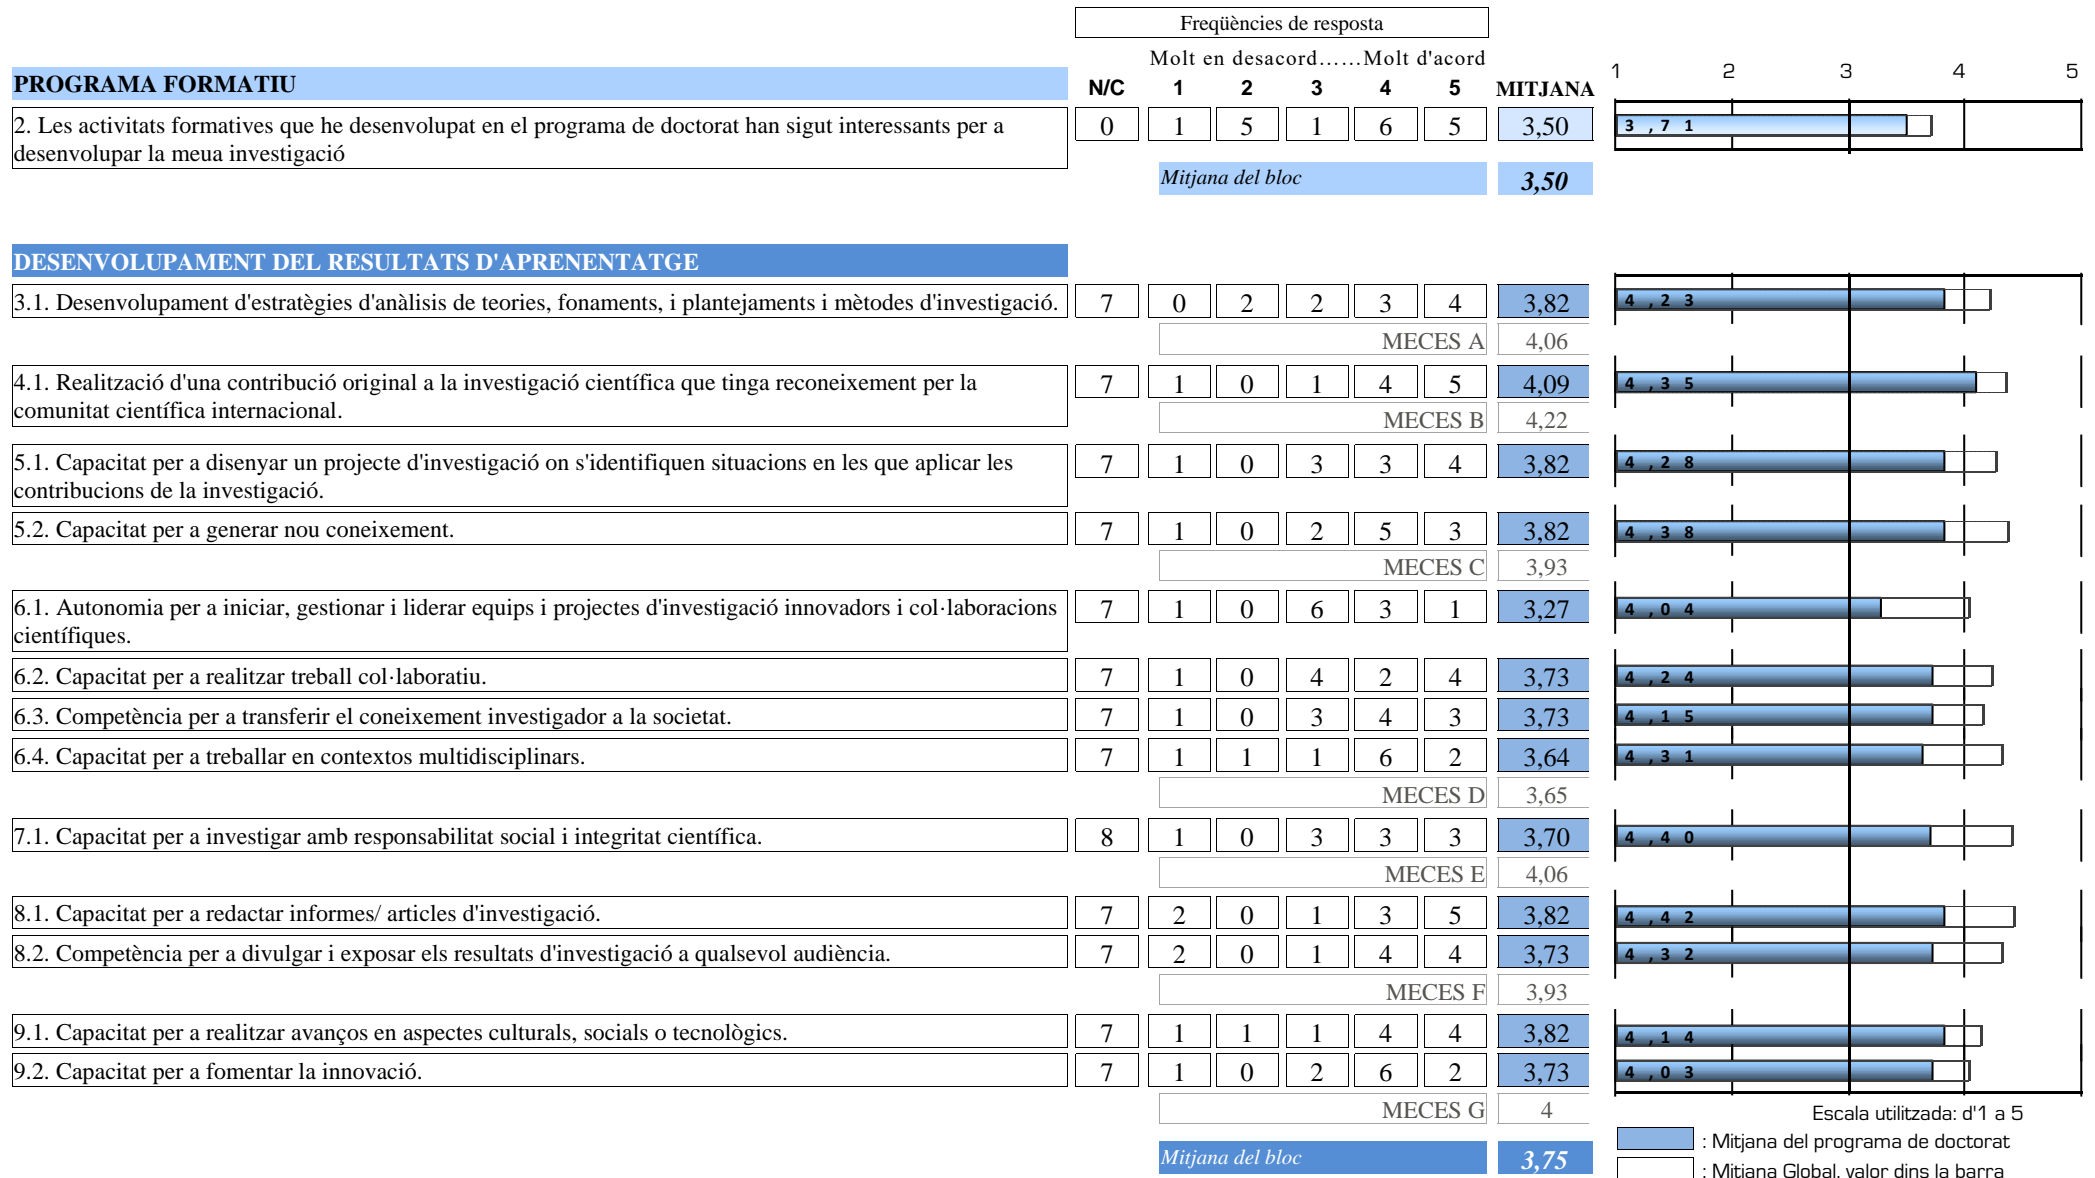 Freqüències de resposta
Molt en desacord……Molt d'acord
PROGRAMA FORMATIU N/C 1 2 3 4 5 MITJANA 1 2 3 4 5
2. Les activitats formatives que he desenvolupat en el programa de doctorat han sigut interessants per a 0 1 5 1 6 5 3,50 3,71
desenvolupar la meua investigació
Mitjana del bloc 3,50
DESENVOLUPAMENT DEL RESULTATS D'APRENENTATGE
3.1. Desenvolupament d'estratègies d'anàlisis de teories, fonaments, i plantejaments i mètodes d'investigació. 7 0 2 2 3 4 3,82 4,23
MECES A 4,06
4.1. Realització d'una contribució original a la investigació científica que tinga reconeixement per la 7 1 0 1 4 5 4,09 4,35
comunitat científica internacional.
MECES B 4,22
5.1. Capacitat per a disenyar un projecte d'investigació on s'identifiquen situacions en les que aplicar les 7 1 0 3 3 4 3,82 4,28
contribucions de la investigació.
5.2. Capacitat per a generar nou coneixement. 7 1 0 2 5 3 3,82 4,38
MECES C 3,93
6.1. Autonomia per a iniciar, gestionar i liderar equips i projectes d'investigació innovadors i col·laboracions 7 1 0 6 3 1 3,27 4,04
científiques.
6.2. Capacitat per a realitzar treball col·laboratiu. 7 1 0 4 2 4 3,73 4,24
6.3. Competència per a transferir el coneixement investigador a la societat. 7 1 0 3 4 3 3,73 4,15
6.4. Capacitat per a treballar en contextos multidisciplinars. 7 1 1 1 6 2 3,64 4,31
MECES D 3,65
7.1. Capacitat per a investigar amb responsabilitat social i integritat científica. 8 1 0 3 3 3 3,70 4,40
MECES E 4,06
8.1. Capacitat per a redactar informes/ articles d'investigació. 7 2 0 1 3 5 3,82 4,42
8.2. Competència per a divulgar i exposar els resultats d'investigació a qualsevol audiència. 7 2 0 1 4 4 3,73 4,32
MECES F 3,93
9.1. Capacitat per a realitzar avanços en aspectes culturals, socials o tecnològics. 7 1 1 1 4 4 3,82 4,14
9.2. Capacitat per a fomentar la innovació. 7 1 0 2 6 2 3,73 4,03
MECES G 4
Escala utilitzada: d'1 a 5
: Mitjana del programa de doctorat
Mitjana del bloc 3,75
: Mitjana Global, valor dins la barra